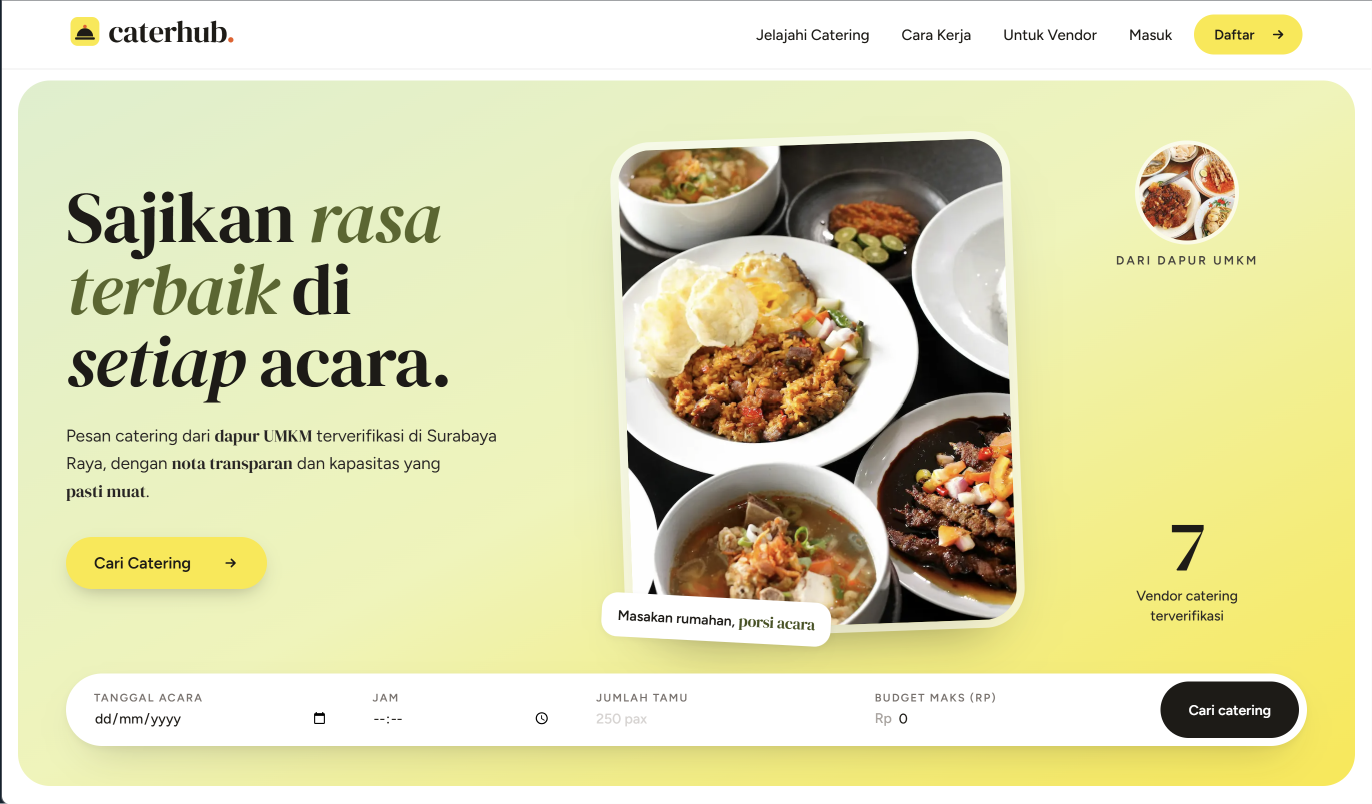 caterhub.
Jelajahi Catering
Cara Kerja
Untuk Vendor
Masuk
Daftar →
Sajikan rasa
terbaik di
setiap acara.
Pesan catering dari dapur UMKM terverifikasi di Surabaya
Raya, dengan nota transparan dan kapasitas yang
pasti muat.
Cari Catering →
Masakan rumahan, porsi acara
DARI DAPUR UMKM
7
Vendor catering
terverifikasi
TANGGAL ACARA
dd/mm/yyyy
JAM
--:--
JUMLAH TAMU
250 pax
BUDGET MAKS (RP)
Rp 0
Cari catering